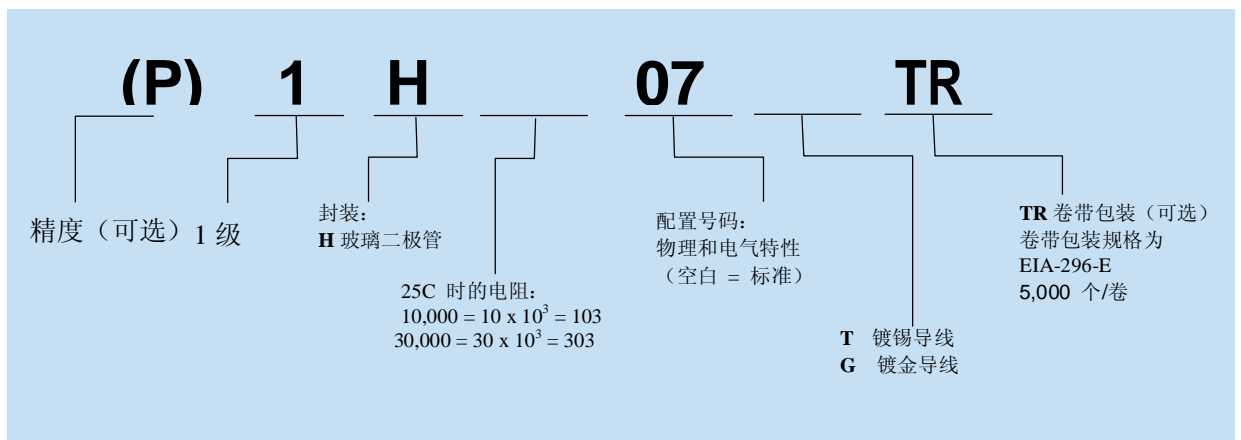 (P) 1 H 07 TR
精度（可选）1 级
封装：
H 玻璃二极管
25C 时的电阻：
10,000 = 10 x 10³ = 103
30,000 = 30 x 10³ = 303
配置号码：
物理和电气特性
（空白 = 标准）
T 镀锡导线
G 镀金导线
TR 卷带包装（可选）
卷带包装规格为
EIA-296-E
5,000 个/卷